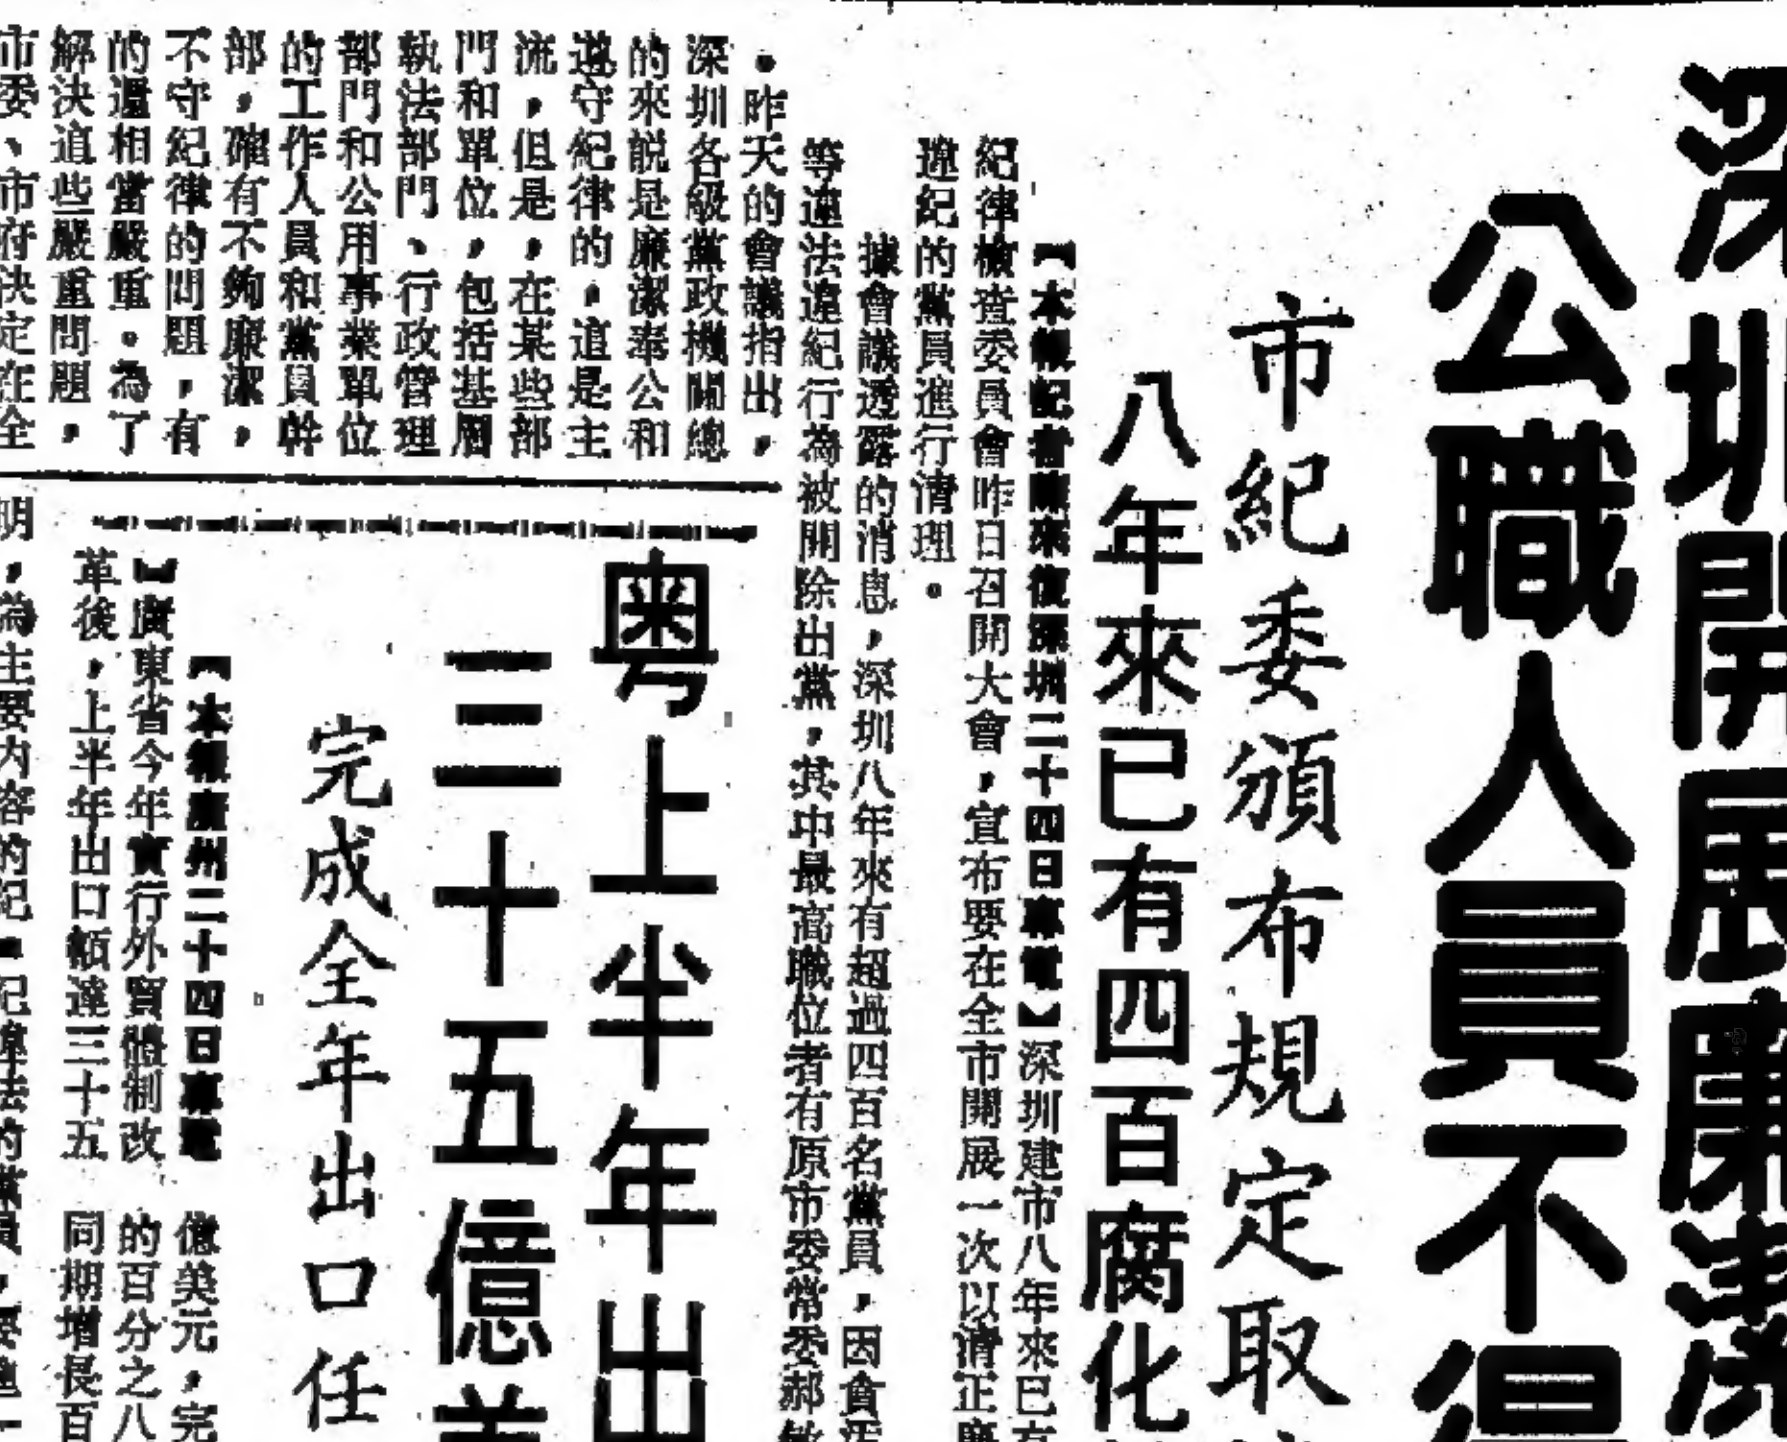 深圳開展廉潔
公職人員不得
市紀委頒布規定取
八年來已有四百腐化
【本報記者陳來復深圳二十四日專電】深圳建市八年來已有
紀律檢查委員會昨日召開大會，宣布要在全市開展一次以清正廉
違紀的黨員進行清理。
據會議透露的消息，深圳八年來有超過四百名黨員，因貪污
等違法違紀行為被開除出黨，其中最高職位者有原市委常委郝
。昨天的會議指出，
深圳各級黨政機關總
的來說是廉潔奉公和
遵守紀律的，這是主
流，但是，在某些部
門和單位，包括基層
執法部門、行政管理
部門和公用事業單位
的工作人員和黨員幹
部，確有不夠廉潔，
不守紀律的問題，有
的還相當嚴重。為了
解決這些嚴重問題，
市委、市府決定在全
粵上半年出
三十五億美
完成全年出口任
【本報廣州二十四日專電
】廣東省今年實行外貿體制改
革後，上半年出口額達三十五
億美元，完
的百分之八
同期增長百
明，為主要內容的紀